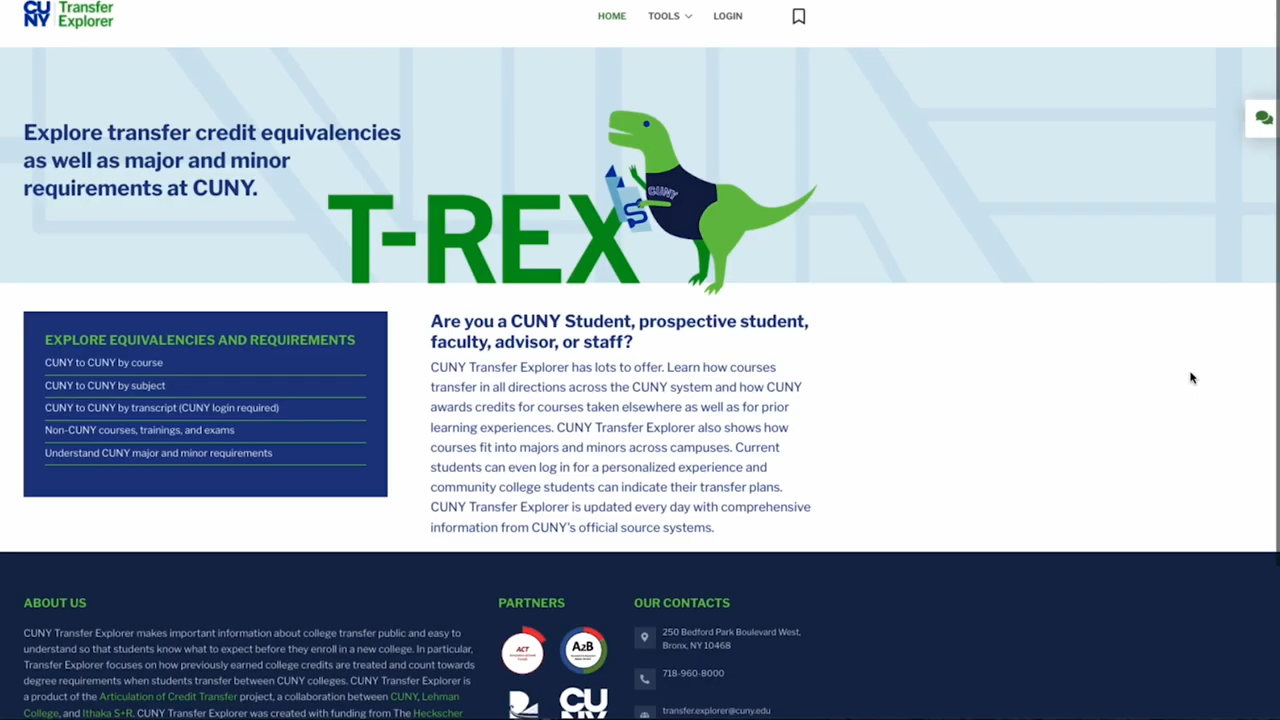 CU
NY
Transfer
Explorer
HOME
TOOLS
LOGIN
Explore transfer credit equivalencies
as well as major and minor
requirements at CUNY.
T-REX
CUNY
EXPLORE EQUIVALENCIES AND REQUIREMENTS
CUNY to CUNY by course
CUNY to CUNY by subject
CUNY to CUNY by transcript (CUNY login required)
Non-CUNY courses, trainings, and exams
Understand CUNY major and minor requirements
Are you a CUNY Student, prospective student,
faculty, advisor, or staff?
CUNY Transfer Explorer has lots to offer. Learn how courses
transfer in all directions across the CUNY system and how CUNY
awards credits for courses taken elsewhere as well as for prior
learning experiences. CUNY Transfer Explorer also shows how
courses fit into majors and minors across campuses. Current
students can even log in for a personalized experience and
community college students can indicate their transfer plans.
CUNY Transfer Explorer is updated every day with comprehensive
information from CUNY's official source systems.
ABOUT US
CUNY Transfer Explorer makes important information about college transfer public and easy to
understand so that students know what to expect before they enroll in a new college. In particular,
Transfer Explorer focuses on how previously earned college credits are treated and count towards
degree requirements when students transfer between CUNY colleges. CUNY Transfer Explorer is
a product of the Articulation of Credit Transfer project, a collaboration between CUNY, Lehman
College, and Ithaka S+R. CUNY Transfer Explorer was created with funding from The Heckscher
PARTNERS
ACT
A2B
CU
NY
OUR CONTACTS
250 Bedford Park Boulevard West,
Bronx, NY 10468
718-960-8000
transfer.explorer@cuny.edu